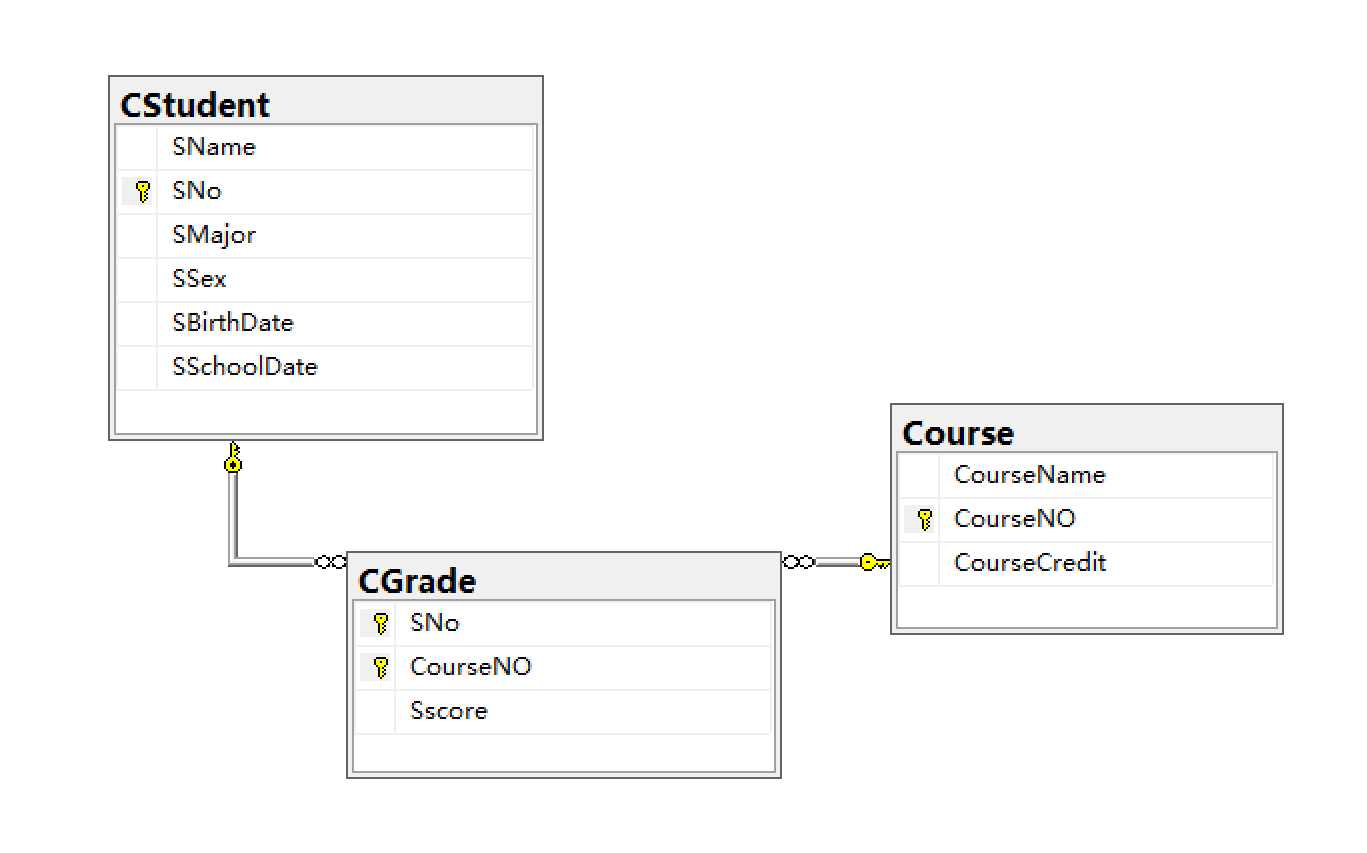 CStudent
SName
SNo
SMajor
SSex
SBirthDate
SSchoolDate
Course
CourseName
CourseNO
CourseCredit
CGrade
SNo
CourseNO
Sscore